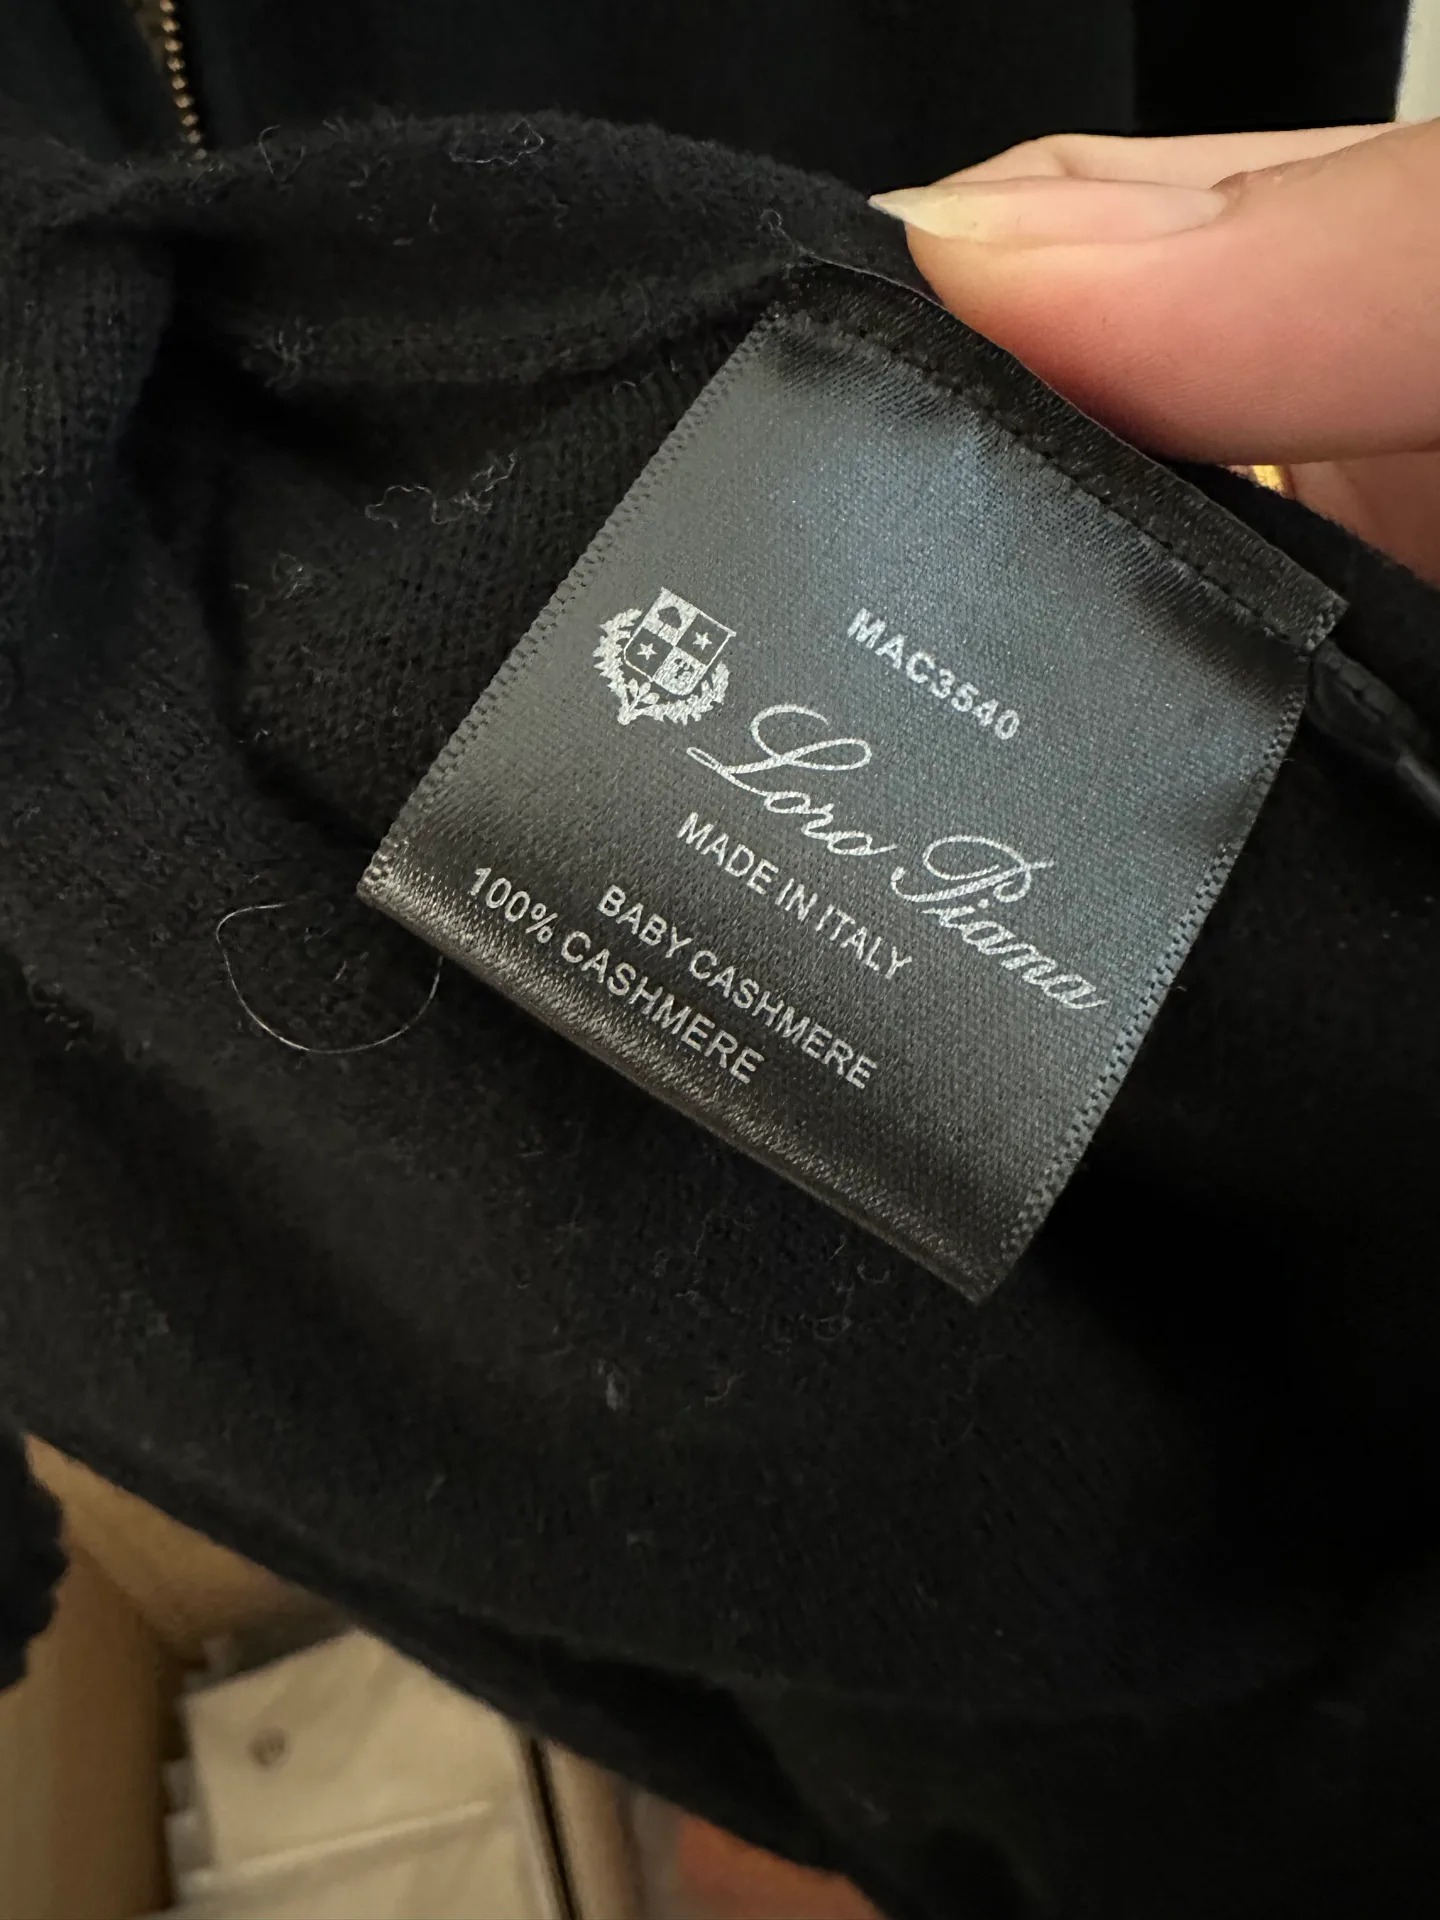 MAC3540
Loro Piana
MADE IN ITALY
BABY CASHMERE
100% CASHMERE